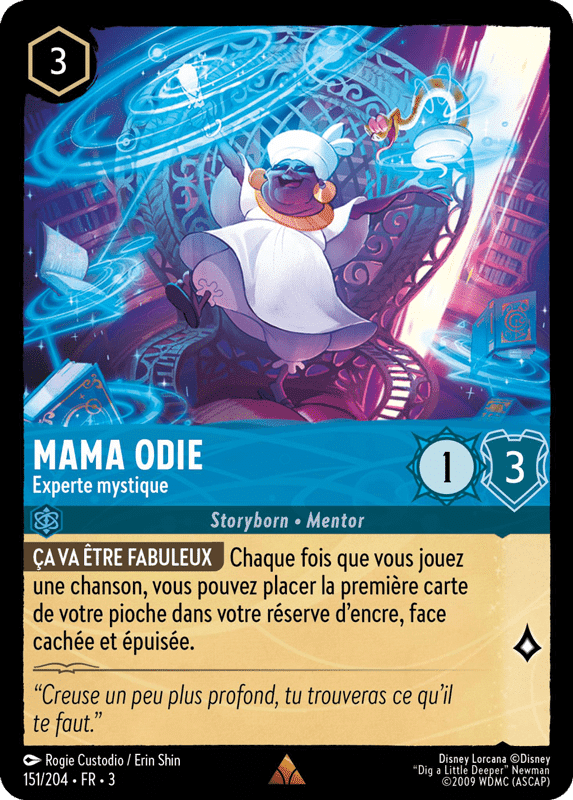 3
MAMA ODIE
Experte mystique
1
3
Storyborn • Mentor
ÇA VA ÊTRE FABULEUX Chaque fois que vous jouez
une chanson, vous pouvez placer la première carte
de votre pioche dans votre réserve d’encre, face
cachée et épuisée.
“Creuse un peu plus profond, tu trouveras ce qu’il
te faut.”
Rogie Custodio / Erin Shin
151/204 • FR • 3
Disney Lorcana ©Disney
“Dig a Little Deeper” Newman
©2009 WDMC (ASCAP)